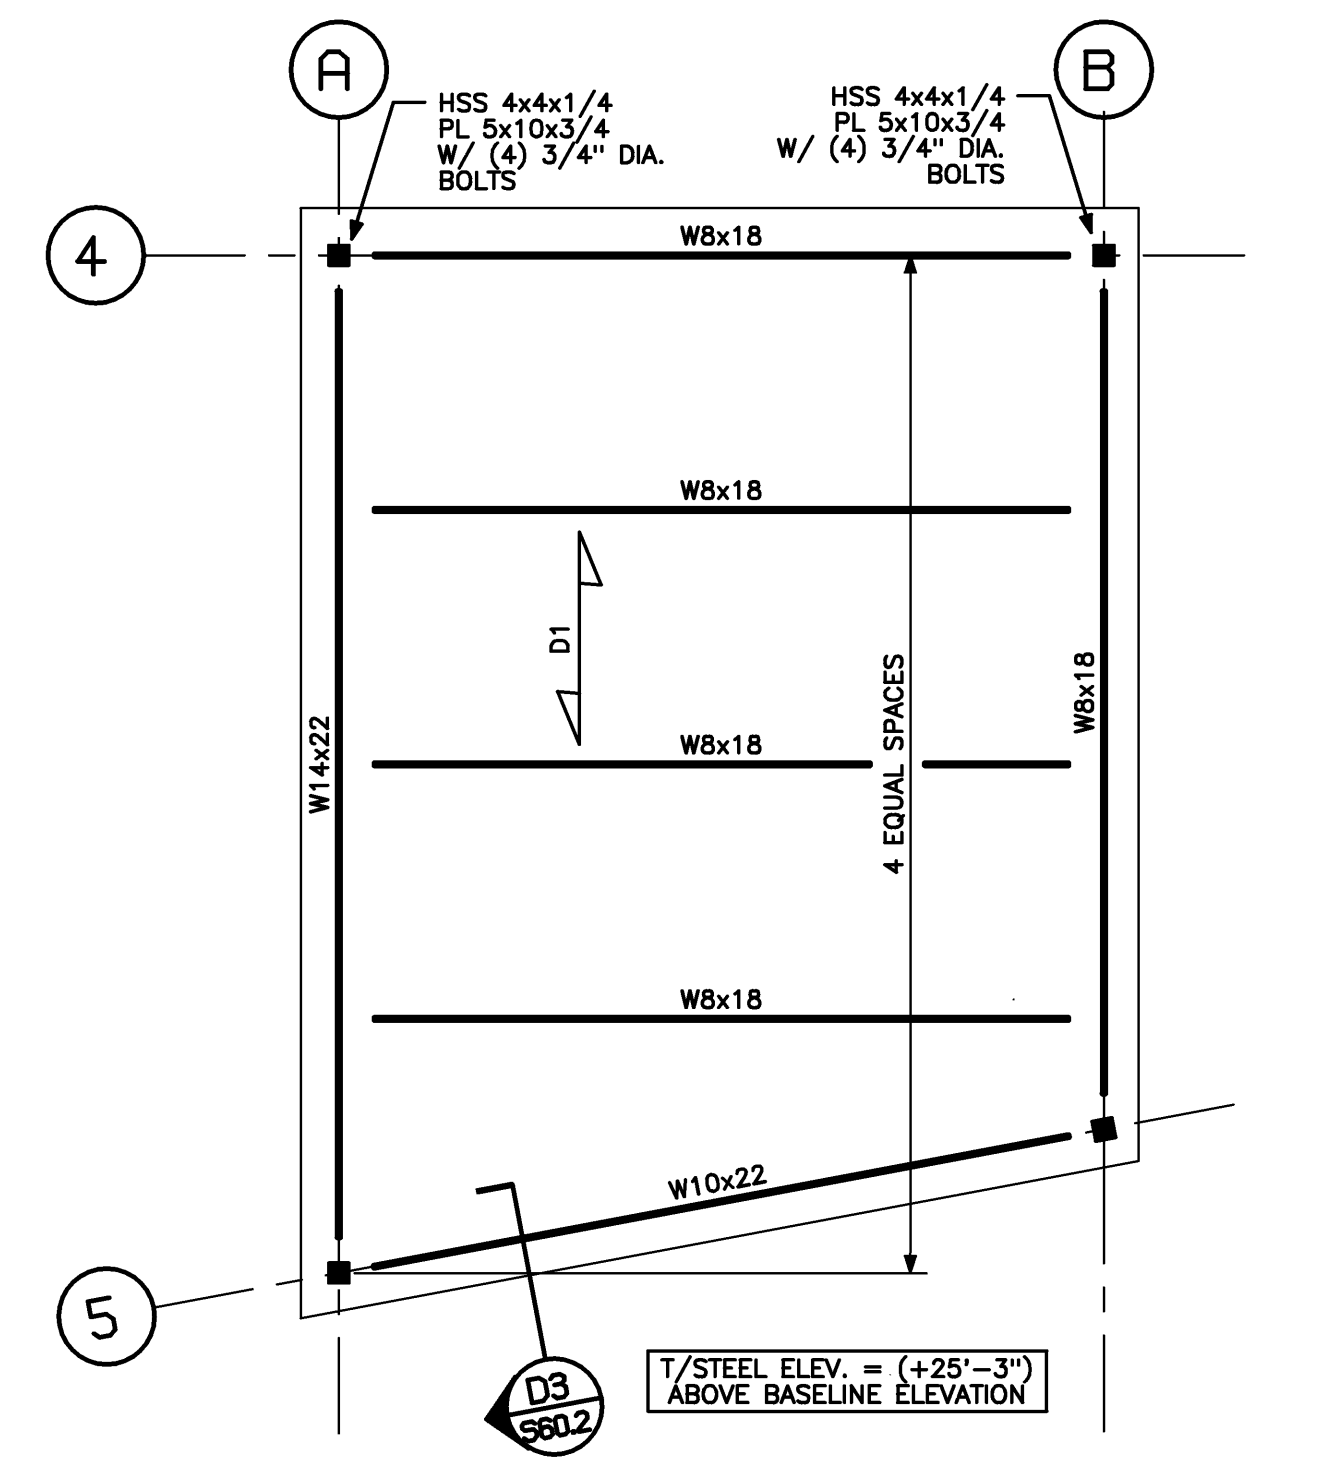 A
B
HSS 4x4x1/4
PL 5x10x3/4
W/ (4) 3/4" DIA.
BOLTS
HSS 4x4x1/4
PL 5x10x3/4
W/ (4) 3/4" DIA.
BOLTS
4
W8x18
W8x18
D1
W8x18
4 EQUAL SPACES
W8x18
W14x22
W8x18
W10x22
5
D3
S60.2
T/STEEL ELEV. = (+25'-3")
ABOVE BASELINE ELEVATION